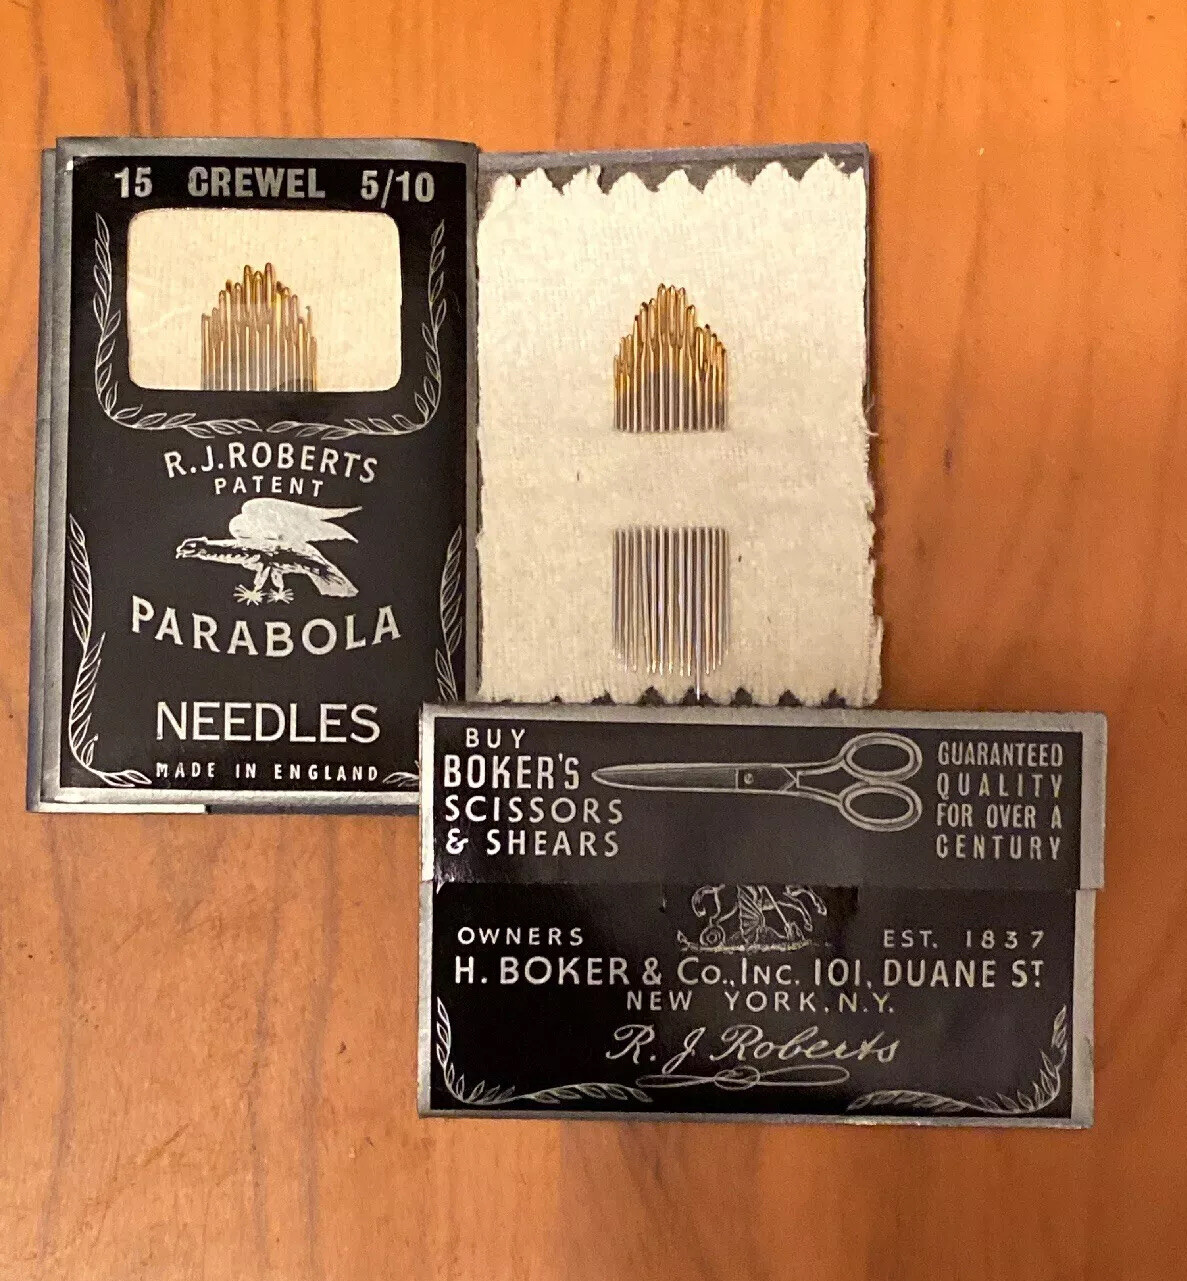 15 CREWEL 5/10
R.J.ROBERTS
PATENT
PARABOLA
NEEDLES
MADE IN ENGLAND
BUY
BOKER'S
SCISSORS
& SHEARS
GUARANTEED
QUALITY
FOR OVER A
CENTURY
OWNERS
EST. 1837
H. BOKER & Co., INC. 101, DUANE ST
NEW YORK. N.Y.
R. J. Roberts